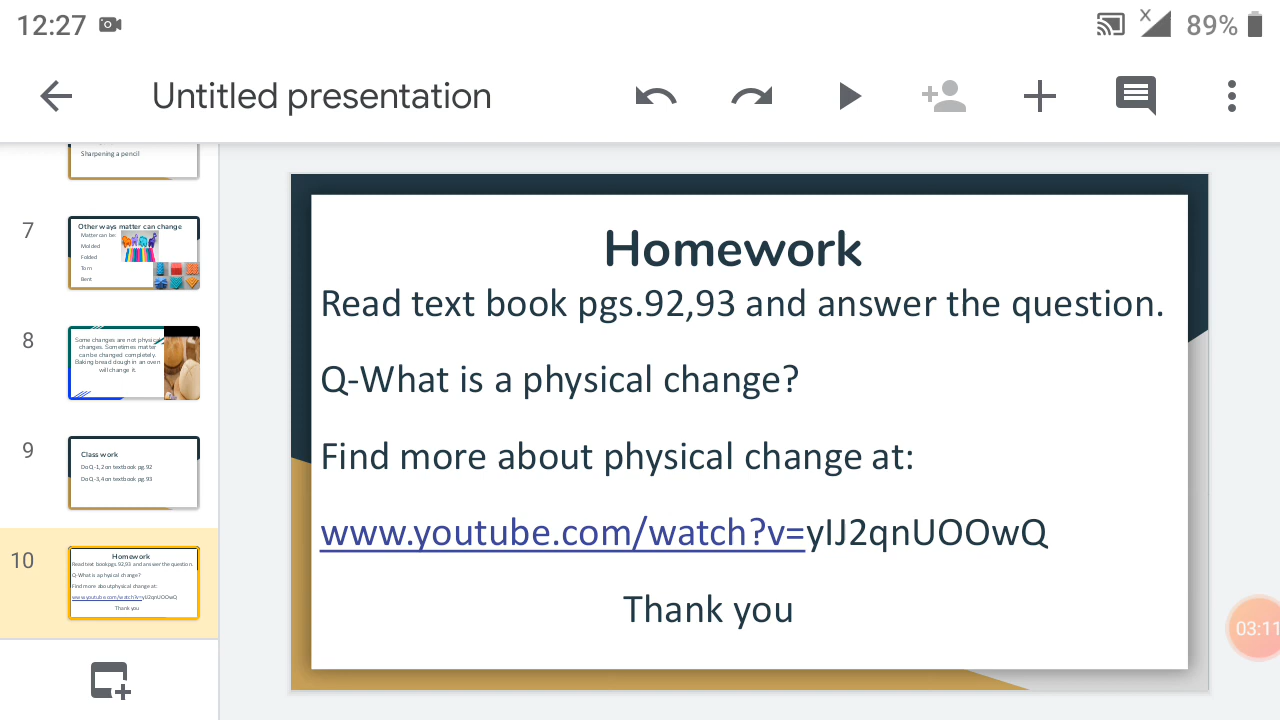 12:27
89%
Untitled presentation
Sharpening a pencil
7
Other ways matter can change
Matter can be:
Molded
Folded
Torn
Bent
8
Some changes are not physical
changes. Sometimes matter
can be changed completely.
Baking bread dough in an oven
will change it.
9
Class work
Do Q-1,2 on textbook pg.92
Do Q-3,4 on textbook pg.93
10
Homework
Read text book pgs.92,93 and answer the question.
Q-What is a physical change?
Find more about physical change at:
www.youtube.com/watch?v=yIJ2qnUOOwQ
Thank you
Homework
Read text book pgs.92,93 and answer the question.
Q-What is a physical change?
Find more about physical change at:
www.youtube.com/watch?v=yIJ2qnUOOwQ
Thank you
03:11